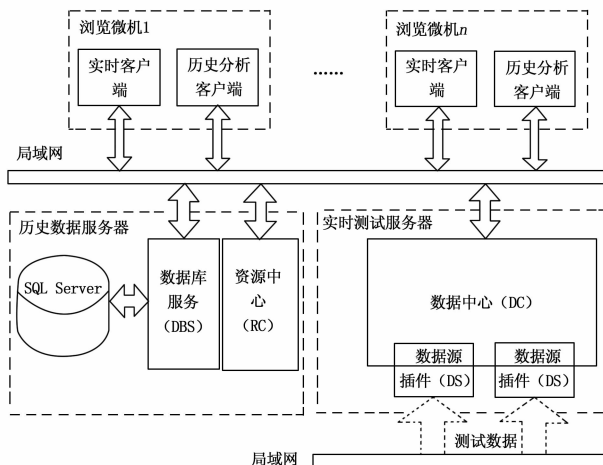 浏览微机1
浏览微机n
实时客户
端
历史分析
客户端
……
实时客户
端
历史分析
客户端
局域网
历史数据服务器
实时测试服务器
SQL Server
数据库
服务
(DBS)
资源中
心
(RC)
数据中心(DC)
数据源
插件(DS)
数据源
插件(DS)
测试数据
局域网